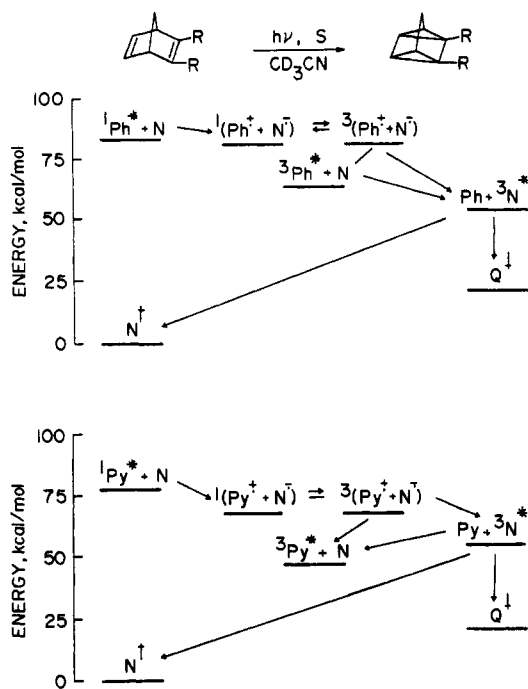 R
R
hν, S
CD₃CN
R
R
ENERGY, kcal/mol
100
75
50
25
0
¹Ph* + N
¹(Ph⁺̇ + N⁻̇) ⇌ ³(Ph⁺̇ + N⁻̇)
³Ph* + N
Ph + ³N*
Q↓
N↑
ENERGY, kcal/mol
100
75
50
25
0
¹Py* + N
¹(Py⁺̇ + N⁻̇) ⇌ ³(Py⁺̇ + N⁻̇)
³Py* + N
Py + ³N*
Q↓
N↑